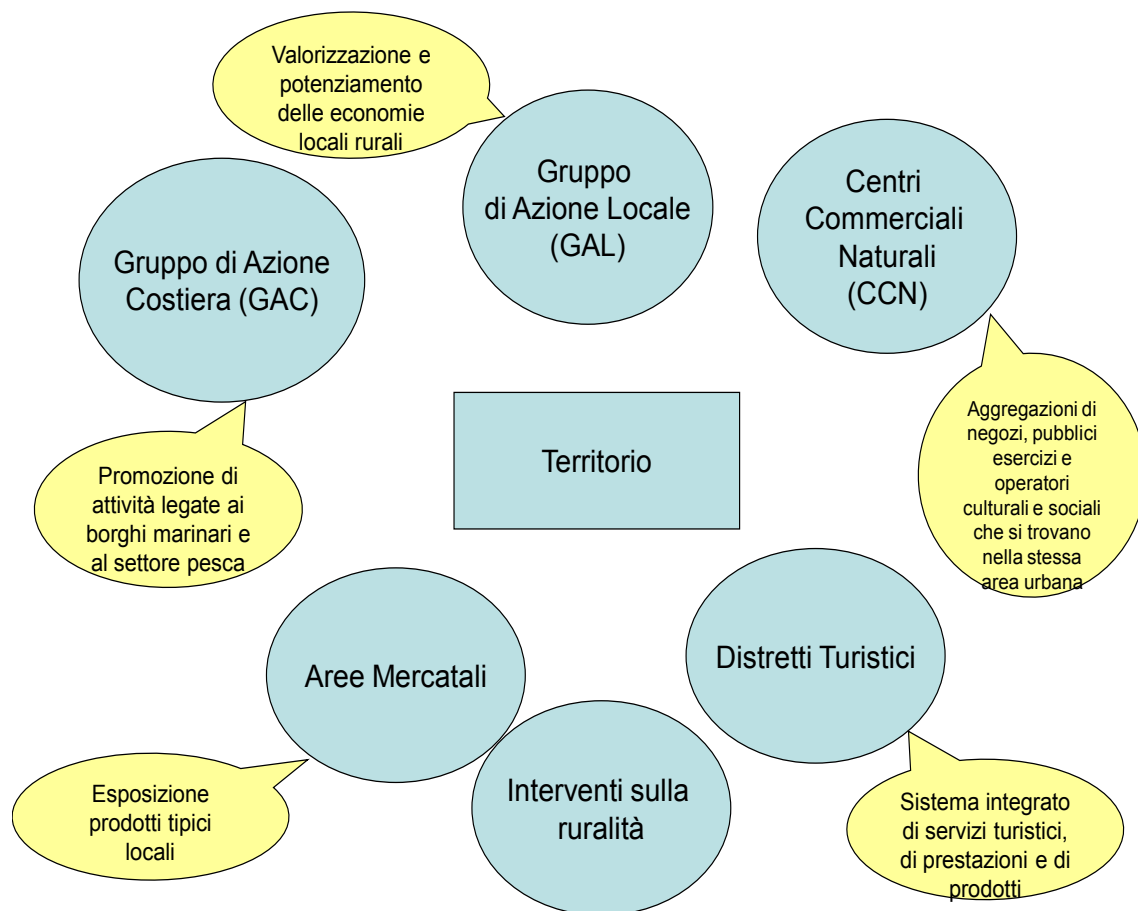 Valorizzazione e
potenziamento
delle economie
locali rurali
Gruppo
di Azione Locale
(GAL)
Centri
Commerciali
Naturali
(CCN)
Gruppo di Azione
Costiera (GAC)
Aggregazioni di
negozi, pubblici
esercizi e
operatori
culturali e sociali
che si trovano
nella stessa
area urbana
Territorio
Promozione di
attività legate ai
borghi marinari e
al settore pesca
Aree Mercatali
Distretti Turistici
Esposizione
prodotti tipici
locali
Interventi sulla
ruralità
Sistema integrato
di servizi turistici,
di prestazioni e di
prodotti